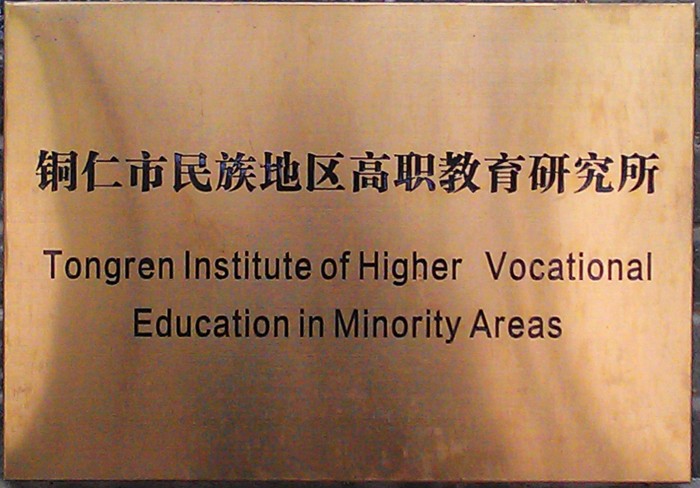 铜仁市民族地区高职教育研究所
Tongren Institute of Higher Vocational
Education in Minority Areas